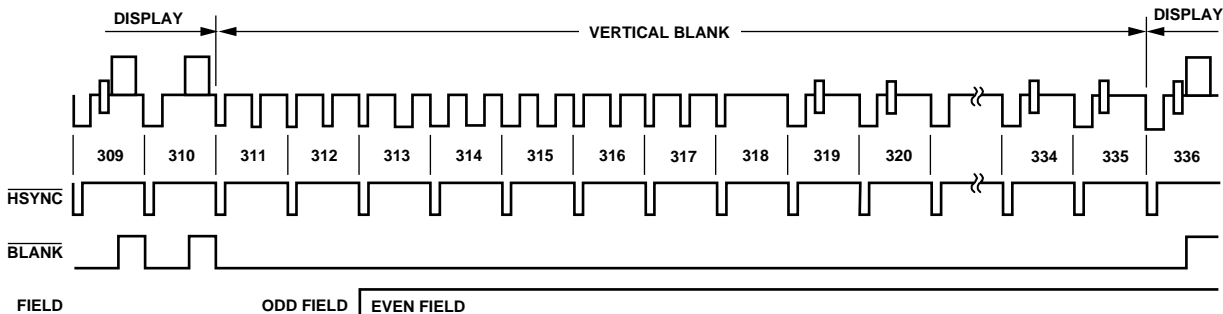 DISPLAY VERTICAL BLANK DISPLAY
309 310 311 312 313 314 315 316 317 318 319 320 334 335 336
HSYNC
BLANK
FIELD ODD FIELD EVEN FIELD